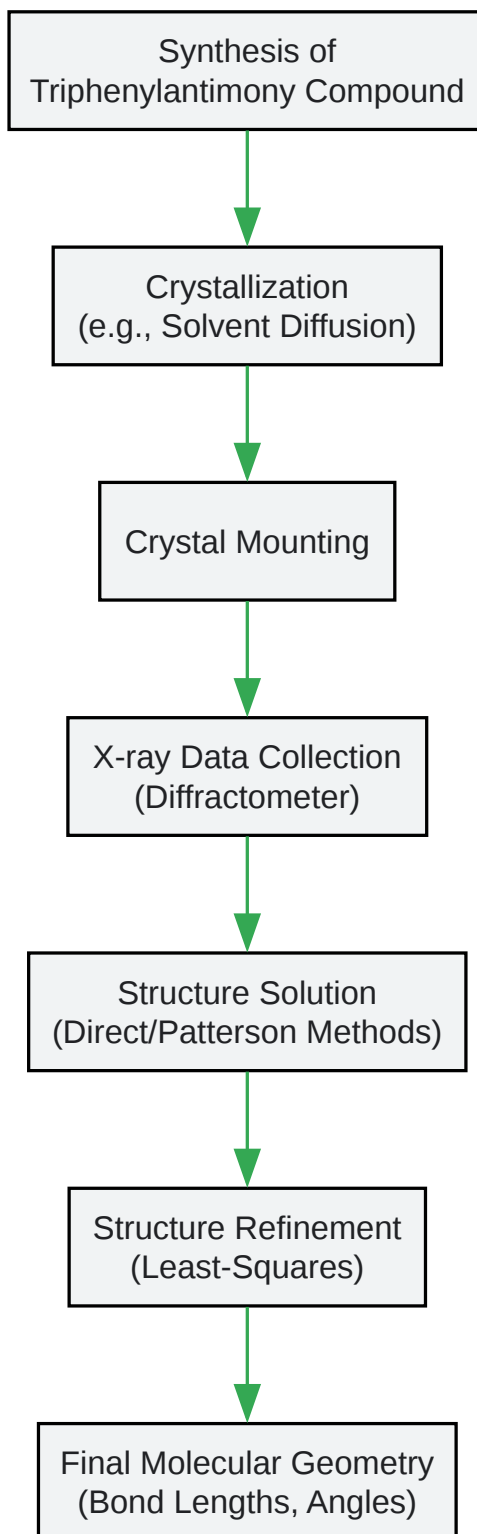 Synthesis of
Triphenylantimony Compound
Crystallization
(e.g., Solvent Diffusion)
Crystal Mounting
X-ray Data Collection
(Diffractometer)
Structure Solution
(Direct/Patterson Methods)
Structure Refinement
(Least-Squares)
Final Molecular Geometry
(Bond Lengths, Angles)